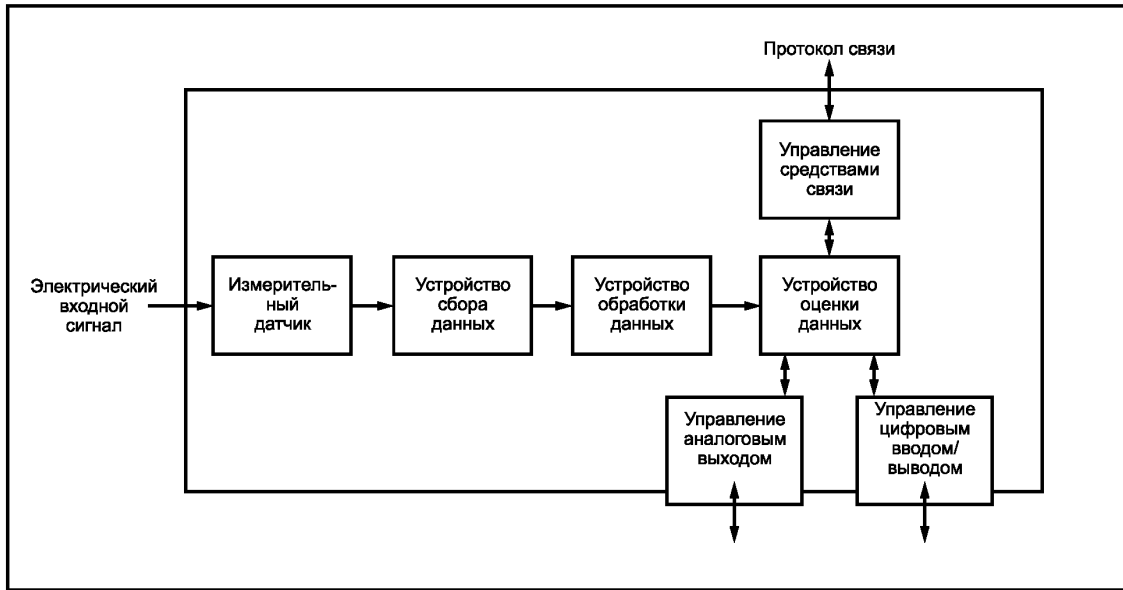 Протокол связи
Управление
средствами
связи
Электрический
входной
сигнал
Измеритель-
ный
датчик
Устройство
сбора
данных
Устройство
обработки
данных
Устройство
оценки
данных
Управление
аналоговым
выходом
Управление
цифровым
вводом/
выводом